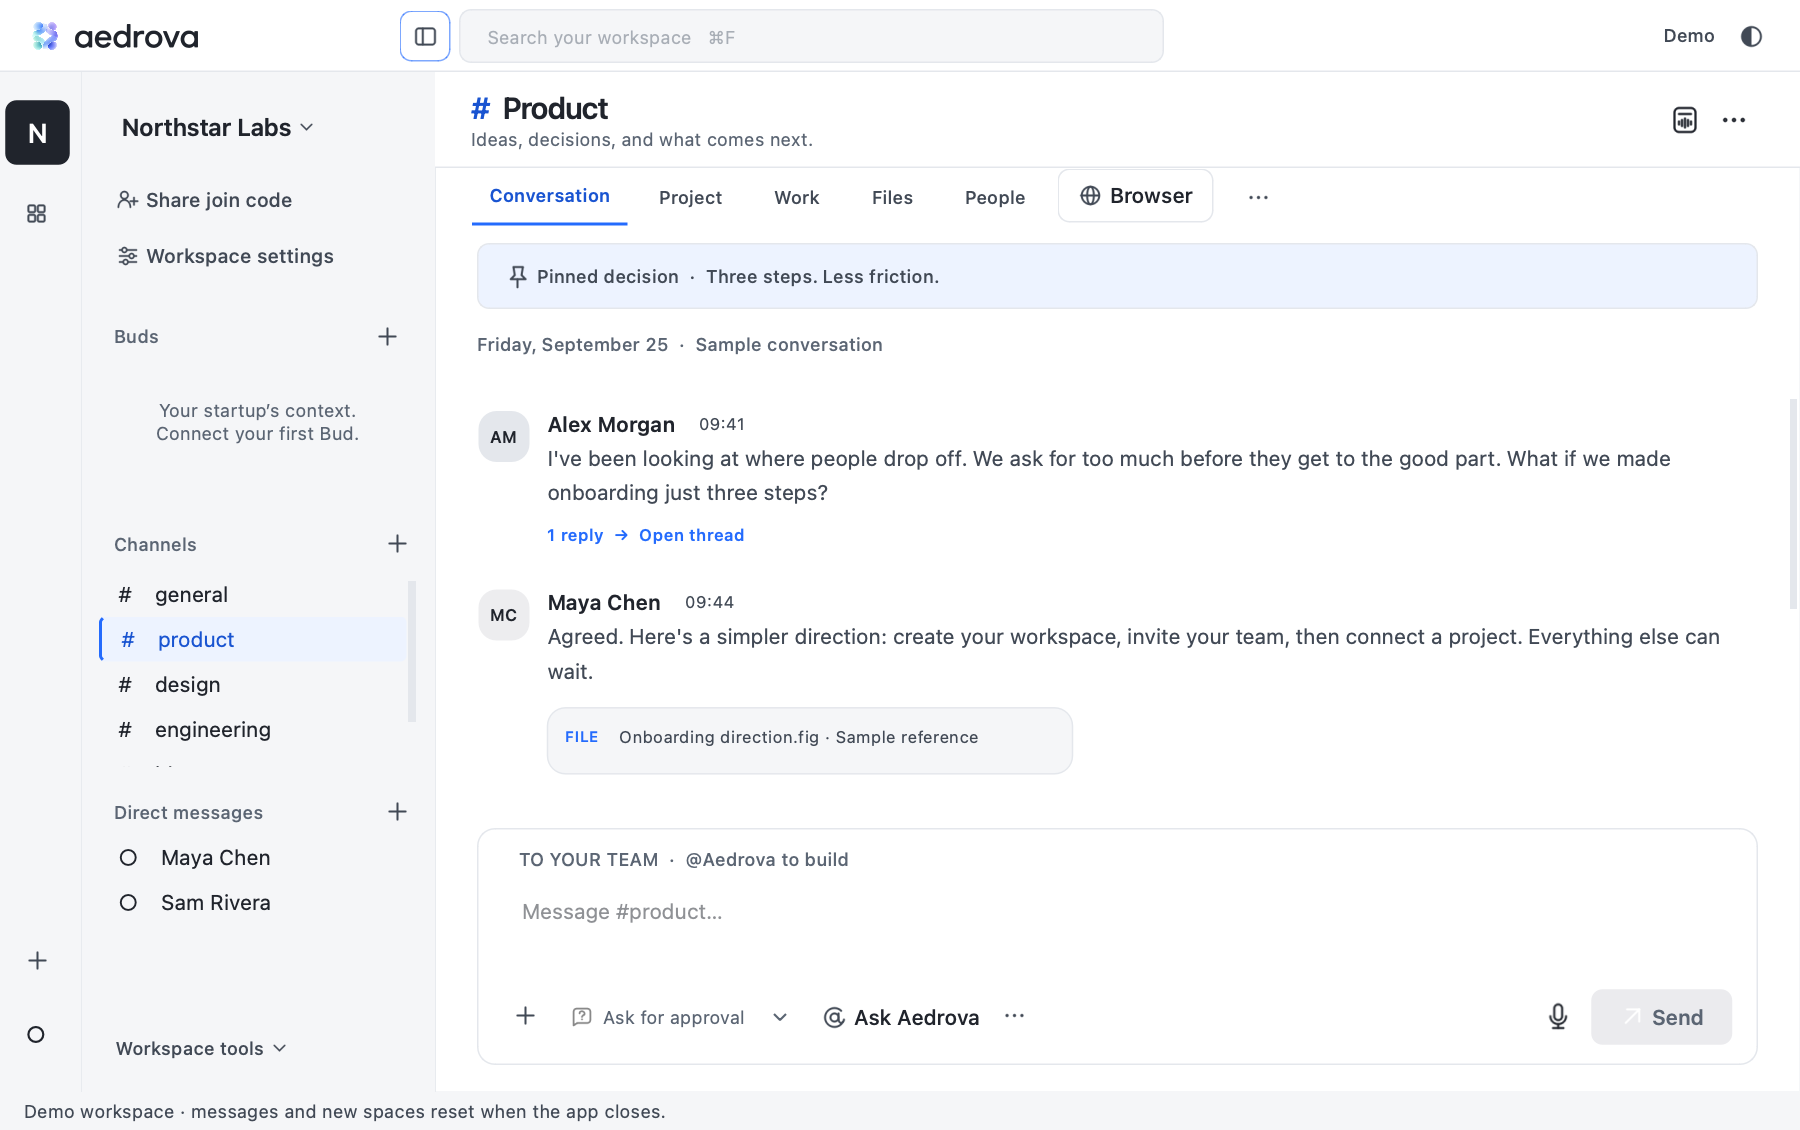 aedrova
Search your workspace ⌘F
Demo
N
Northstar Labs
Share join code
Workspace settings
Buds
Your startup's context.
Connect your first Bud.
Channels
# general
# product
# design
# engineering
Direct messages
Maya Chen
Sam Rivera
Workspace tools
# Product
Ideas, decisions, and what comes next.
Conversation Project Work Files People Browser ...
Pinned decision · Three steps. Less friction.
Friday, September 25 · Sample conversation
AM
Alex Morgan 09:41
I've been looking at where people drop off. We ask for too much before they get to the good part. What if we made
onboarding just three steps?
1 reply → Open thread
MC
Maya Chen 09:44
Agreed. Here's a simpler direction: create your workspace, invite your team, then connect a project. Everything else can
wait.
FILE Onboarding direction.fig · Sample reference
TO YOUR TEAM · @Aedrova to build
Message #product...
Ask for approval
Ask Aedrova ...
Send
Demo workspace · messages and new spaces reset when the app closes.